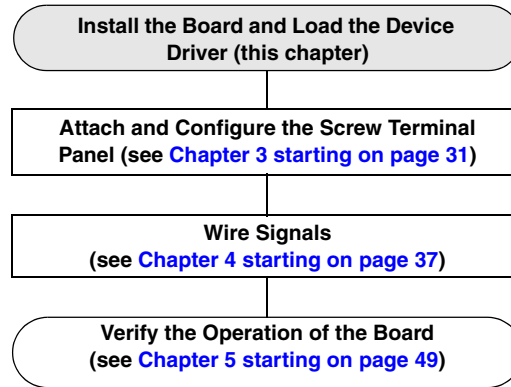 Install the Board and Load the Device
Driver (this chapter)
Attach and Configure the Screw Terminal
Panel (see Chapter 3 starting on page 31)
Wire Signals
(see Chapter 4 starting on page 37)
Verify the Operation of the Board
(see Chapter 5 starting on page 49)